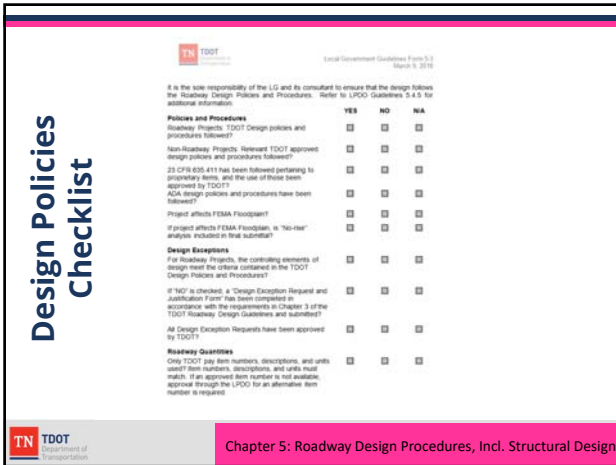 Design Policies
Checklist
TN TDOT
Department of
Transportation
Local Government Guidelines Form 5-3
It is the sole responsibility of the LG and its consultant to ensure that the design follows
the Roadway Design Policies and Procedures. Refer to LPDO Guidelines 5.4.5 for
additional information.
YES NO N/A
Policies and Procedures
Roadway Projects: TDOT Design policies and
procedures followed?
Non-Roadway Projects: Relevant TDOT approved
design policies and procedures followed?
23 CFR 635.411 has been followed pertaining to
proprietary items, and the use of those been
approved by TDOT?
ADA design policies and procedures have been
followed?
Project affects FEMA Floodplain?
If project affects FEMA Floodplain, is "No-rise"
analysis included in final submittal?
Design Exceptions
For Roadway Projects, the controlling elements of
design meet the criteria contained in the TDOT
Design Policies and Procedures?
If "NO" is checked, a "Design Exception Request and
Justification Form" has been completed in
accordance with the requirements in Chapter 3 of the
TDOT Roadway Design Guidelines and submitted?
All Design Exception Requests have been approved
by TDOT?
Roadway Quantities
Only TDOT pay item numbers, descriptions, and units
used? Item numbers, descriptions, and units must
match. If an approved item number is not available,
approval through the LPDO for an alternative item
number is required.
TN TDOT
Department of
Transportation
Chapter 5: Roadway Design Procedures, Incl. Structural Design